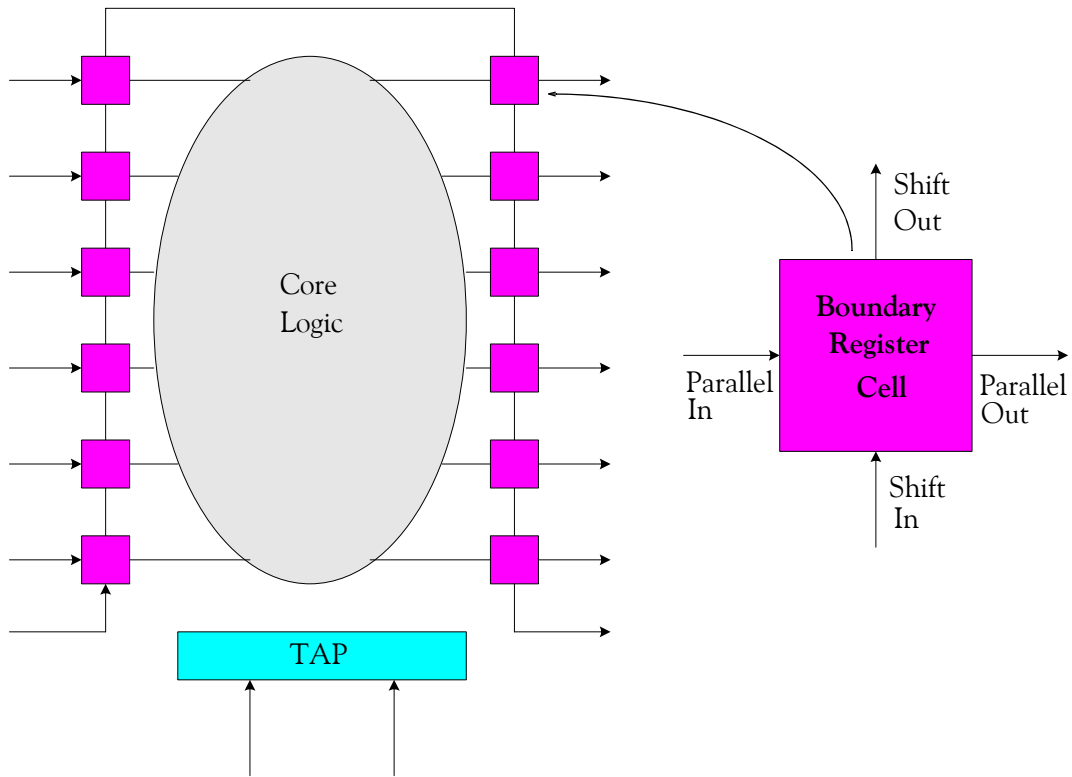 Core
Logic
TAP
Shift
Out
Boundary
Register
Cell
Parallel
In
Parallel
Out
Shift
In